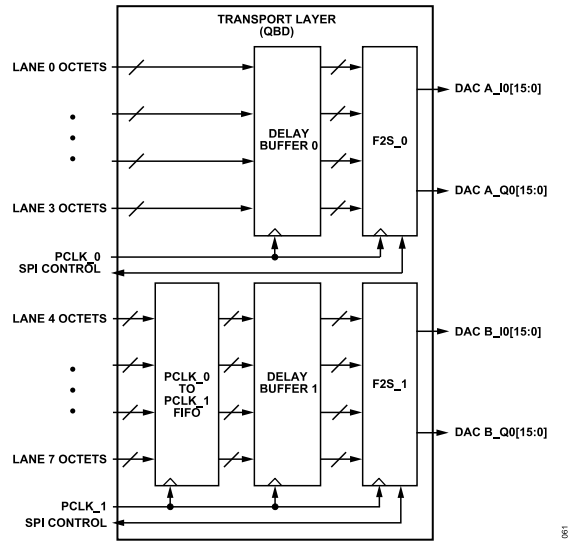 TRANSPORT LAYER
(QBD)
LANE 0 OCTETS
LANE 3 OCTETS
DELAY
BUFFER 0
F2S_0
DAC A_I0[15:0]
DAC A_Q0[15:0]
PCLK_0
SPI CONTROL
LANE 4 OCTETS
LANE 7 OCTETS
PCLK_0
TO
PCLK_1
FIFO
DELAY
BUFFER 1
F2S_1
DAC B_I0[15:0]
DAC B_Q0[15:0]
PCLK_1
SPI CONTROL
061